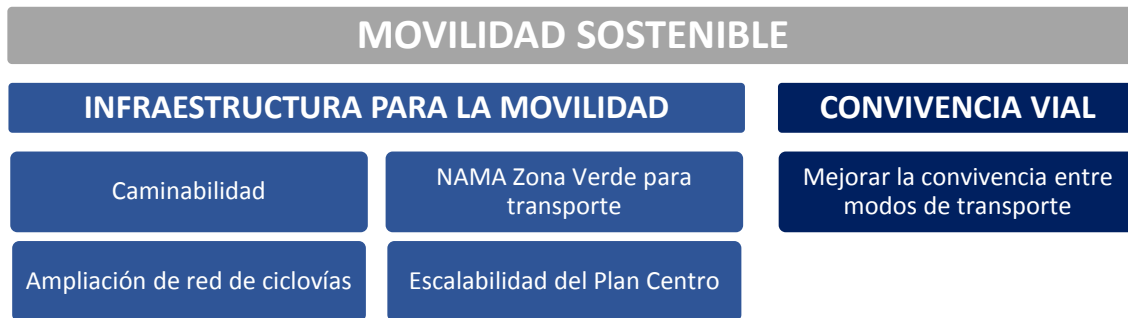 MOVILIDAD SOSTENIBLE
INFRAESTRUCTURA PARA LA MOVILIDAD
CONVIVENCIA VIAL
Caminabilidad
NAMA Zona Verde para
transporte
Mejorar la convivencia entre
modos de transporte
Ampliación de red de ciclovías
Escalabilidad del Plan Centro